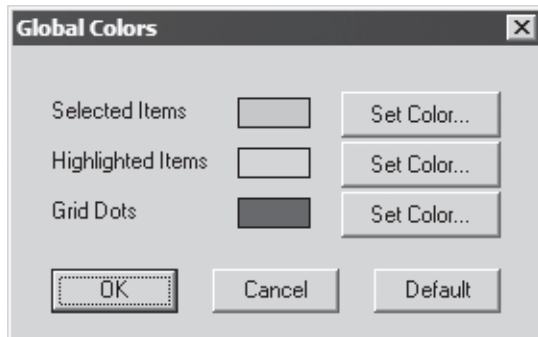 Global Colors
Selected Items Set Color...
Highlighted Items Set Color...
Grid Dots Set Color...
OK Cancel Default